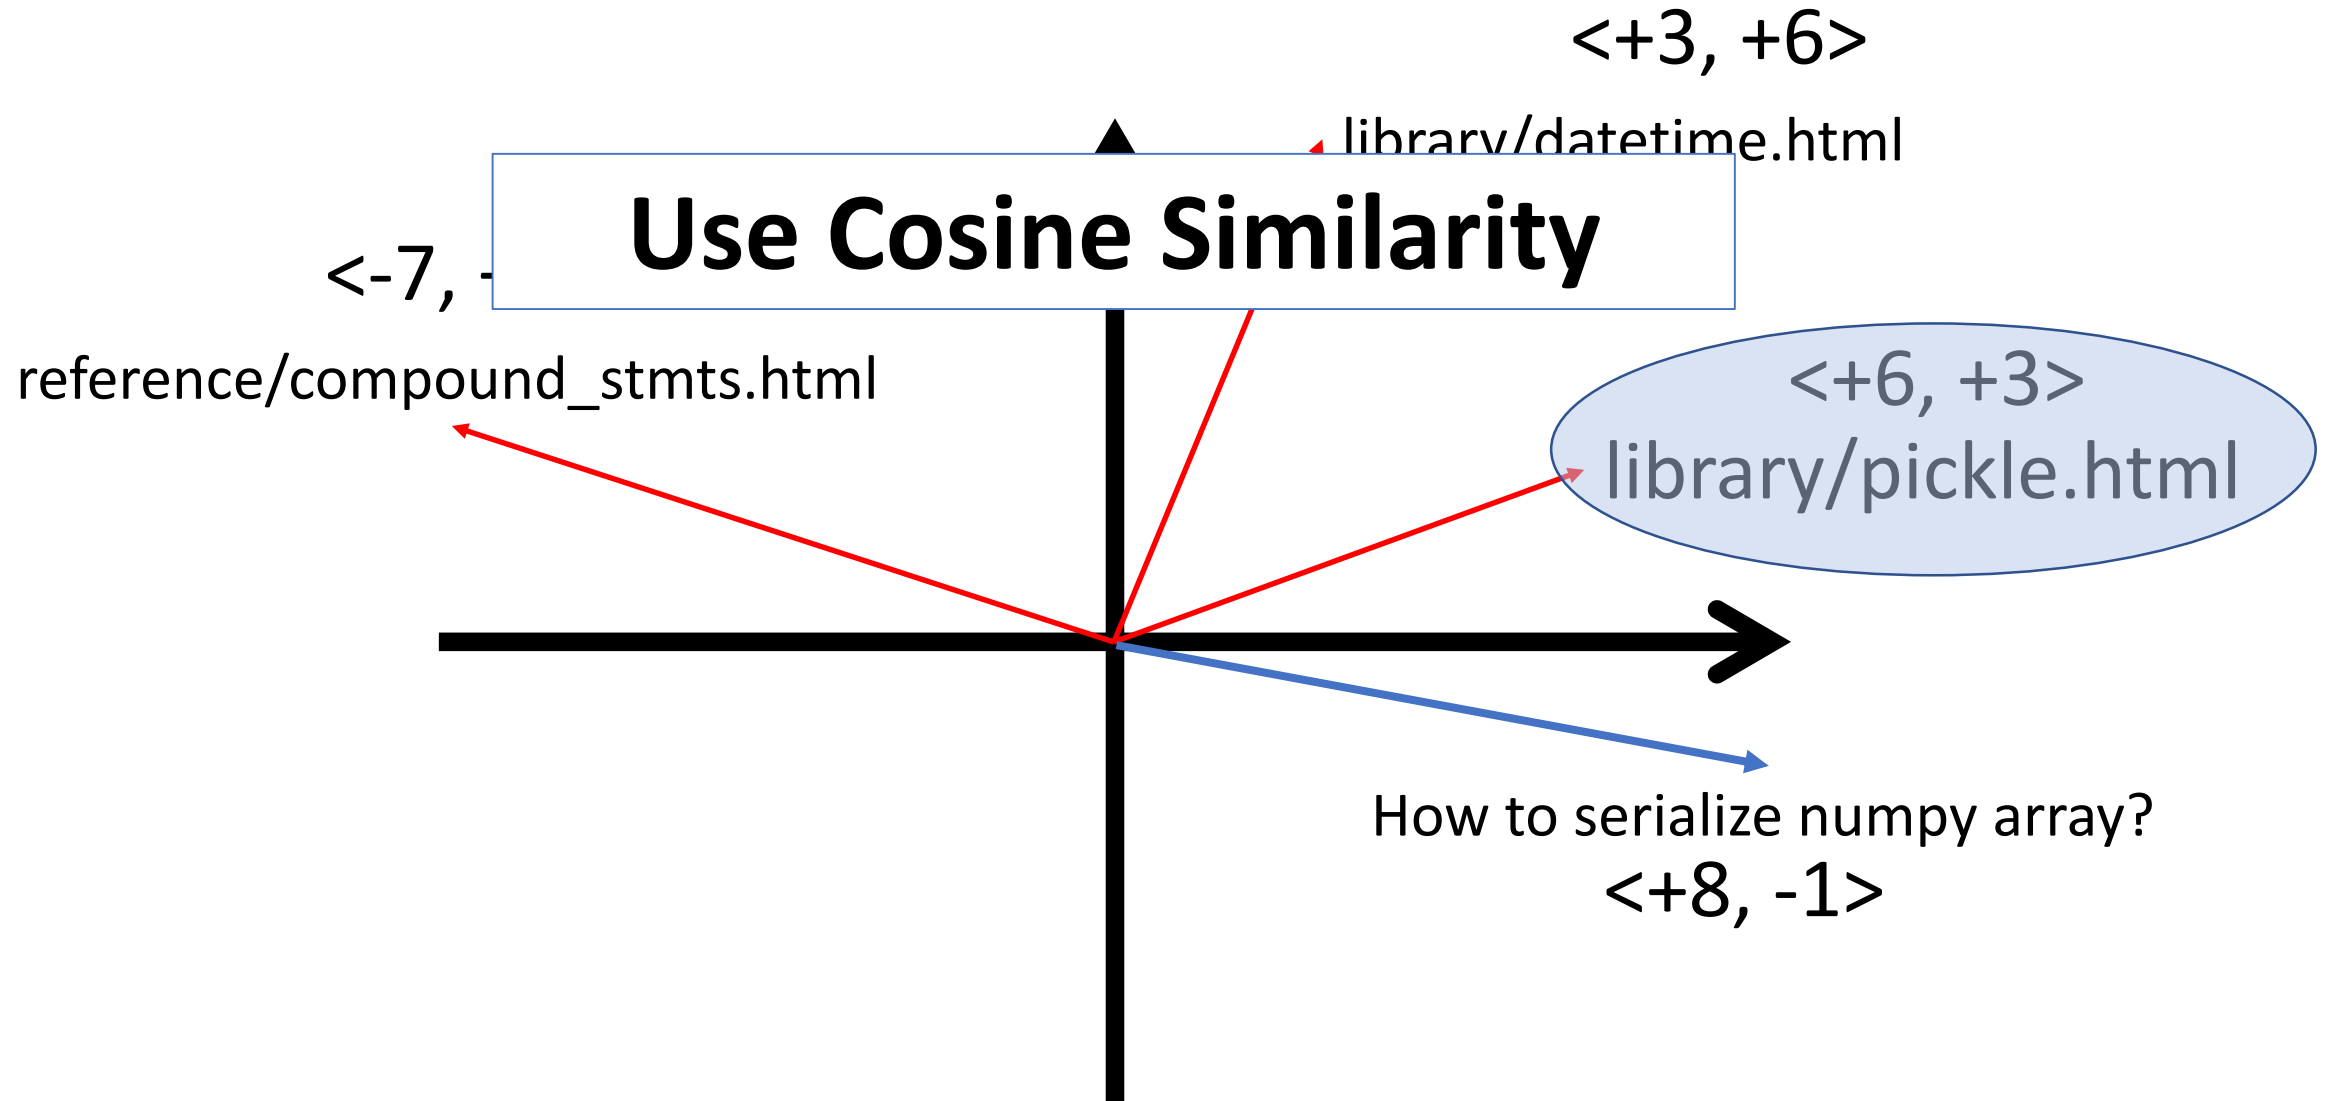 <+3, +6>
library/datetime.html
Use Cosine Similarity
<-7,
reference/compound_stmts.html
<+6, +3>
library/pickle.html
How to serialize numpy array?
<+8, -1>